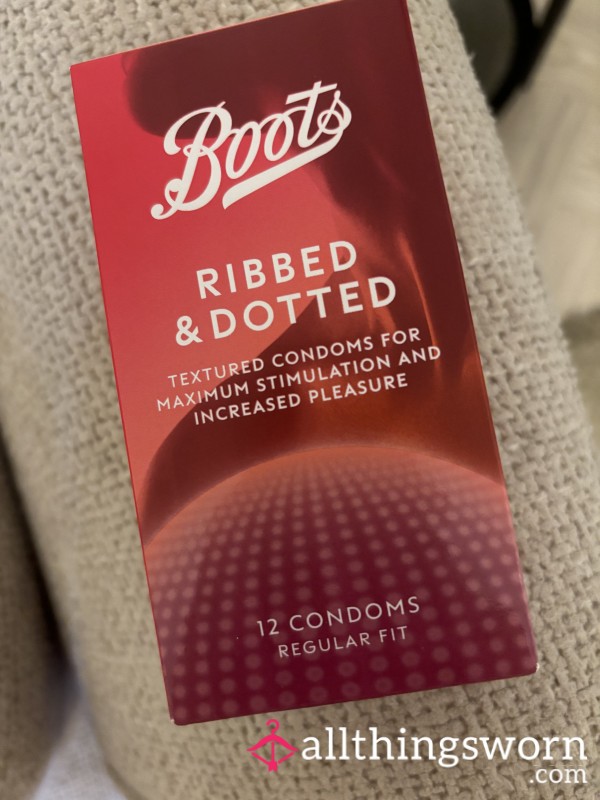 Boots
RIBBED
& DOTTED
TEXTURED CONDOMS FOR
MAXIMUM STIMULATION AND
INCREASED PLEASURE
12 CONDOMS
REGULAR FIT
allthingsworn
.com